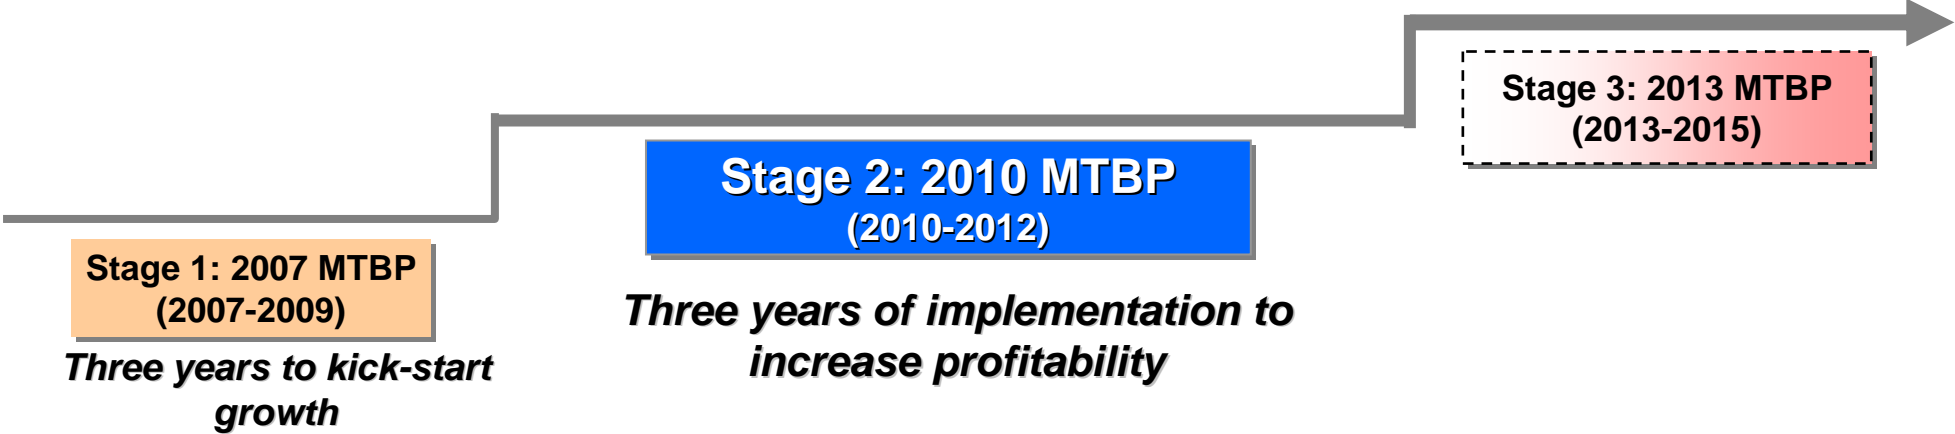 Stage 1: 2007 MTBP
(2007-2009)
Three years to kick-start
growth
Stage 2: 2010 MTBP
(2010-2012)
Three years of implementation to
increase profitability
Stage 3: 2013 MTBP
(2013-2015)